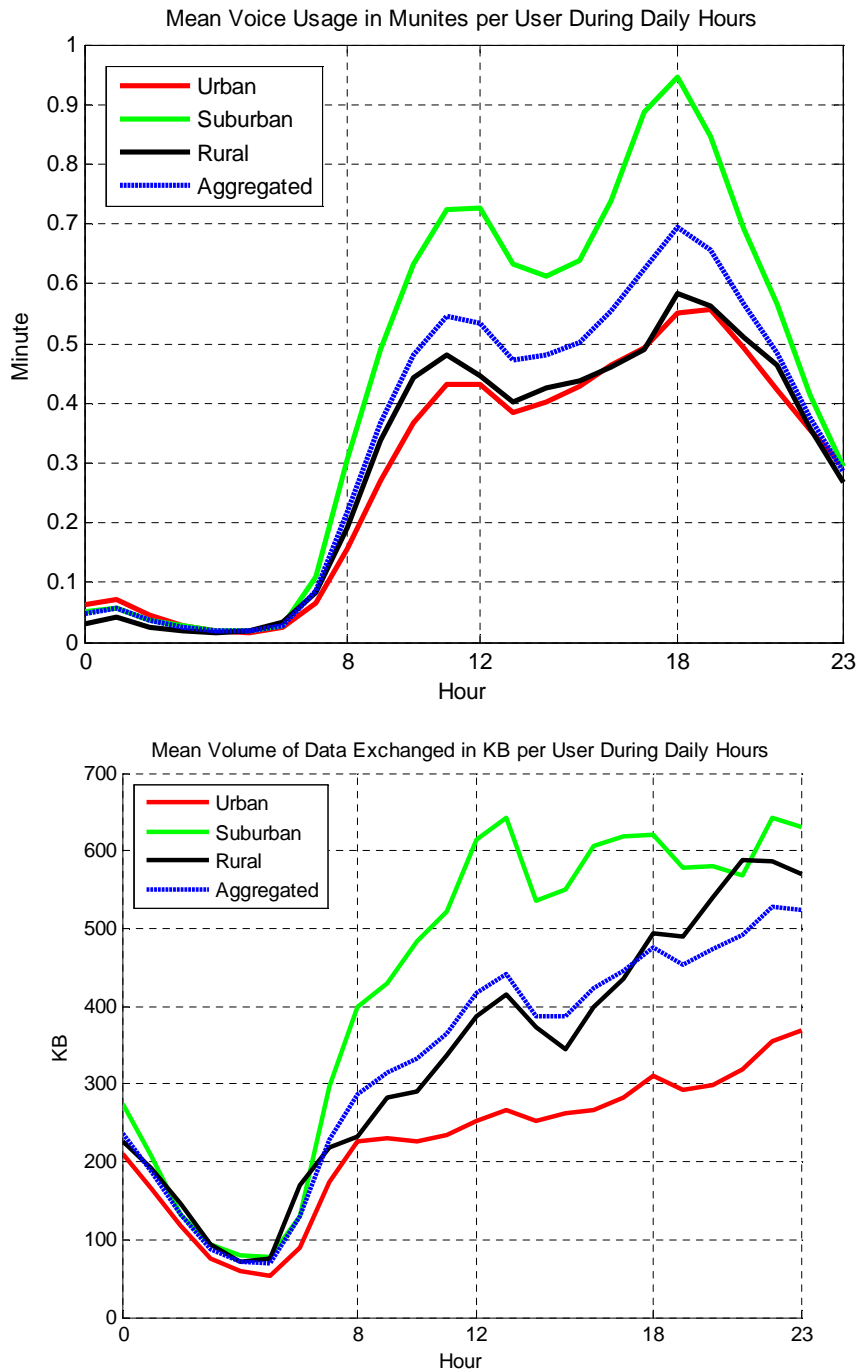 Mean Voice Usage in Munites per User During Daily Hours
1
0.9
0.8
0.7
0.6
0.5
0.4
0.3
0.2
0.1
0
Minute
Urban
Suburban
Rural
Aggregated
0
8
12
18
23
Hour
Mean Volume of Data Exchanged in KB per User During Daily Hours
700
600
500
400
300
200
100
0
KB
Urban
Suburban
Rural
Aggregated
0
8
12
18
23
Hour